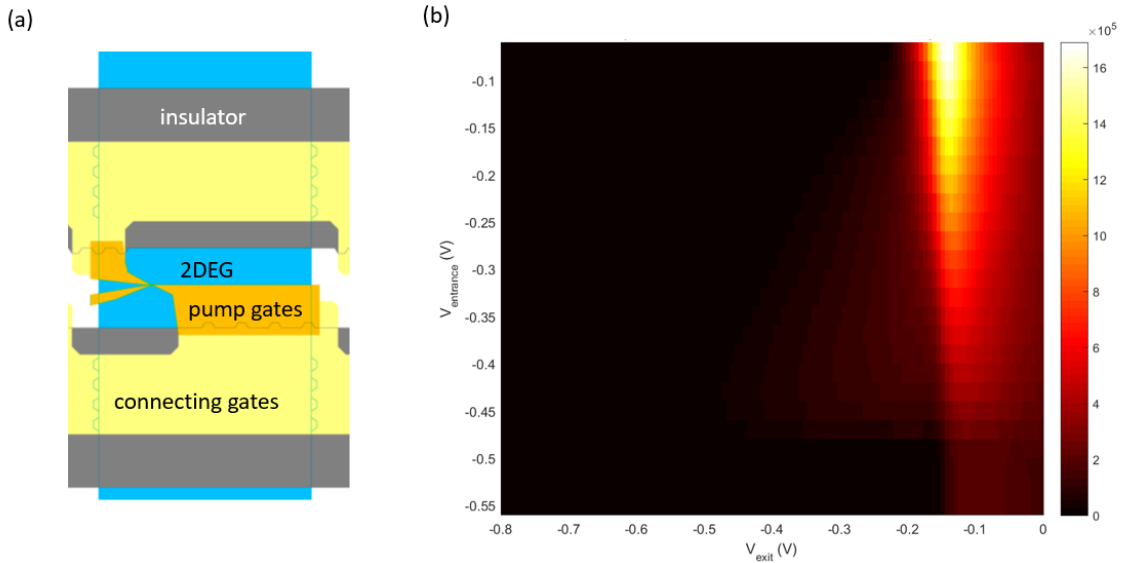 (a)
insulator
2DEG
pump gates
connecting gates
(b)
×10⁵
16
14
12
10
8
6
4
2
0
-0.1
-0.15
-0.2
-0.25
-0.3
-0.35
-0.4
-0.45
-0.5
-0.55
V_entrance (V)
-0.8 -0.7 -0.6 -0.5 -0.4 -0.3 -0.2 -0.1 0
V_exit (V)